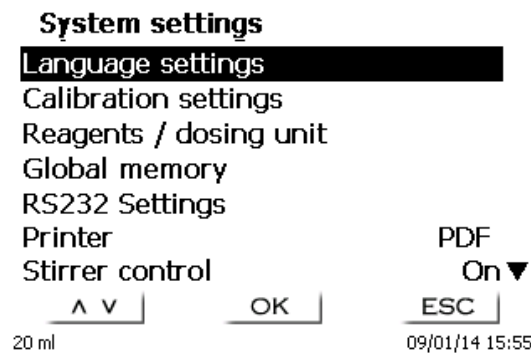 System settings
Language settings
Calibration settings
Reagents / dosing unit
Global memory
RS232 Settings
Printer PDF
Stirrer control On ▼
∧ ∨ OK ESC
20 ml 09/01/14 15:55